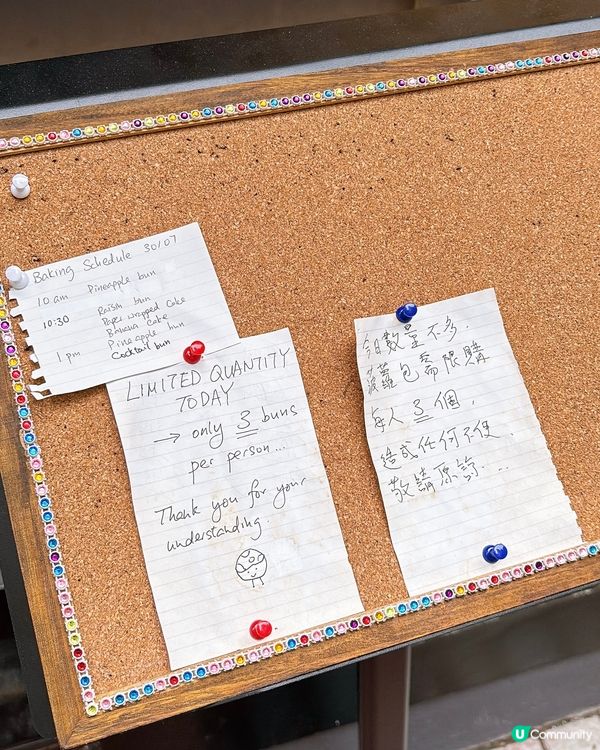 Baking Schedule 30/07
10 am Pineapple bun
10:30 Raisin bun
Paper wrapped cake
Banana cake
Pineapple bun
1 pm Cocktail bun
LIMITED QUANTITY
TODAY
→ only 3 buns
per person...
Thank you for your
understanding.
今日數量不多.
菠蘿包需限購
每人 3 個,
造成任何不便.
敬請原諒....
U Community